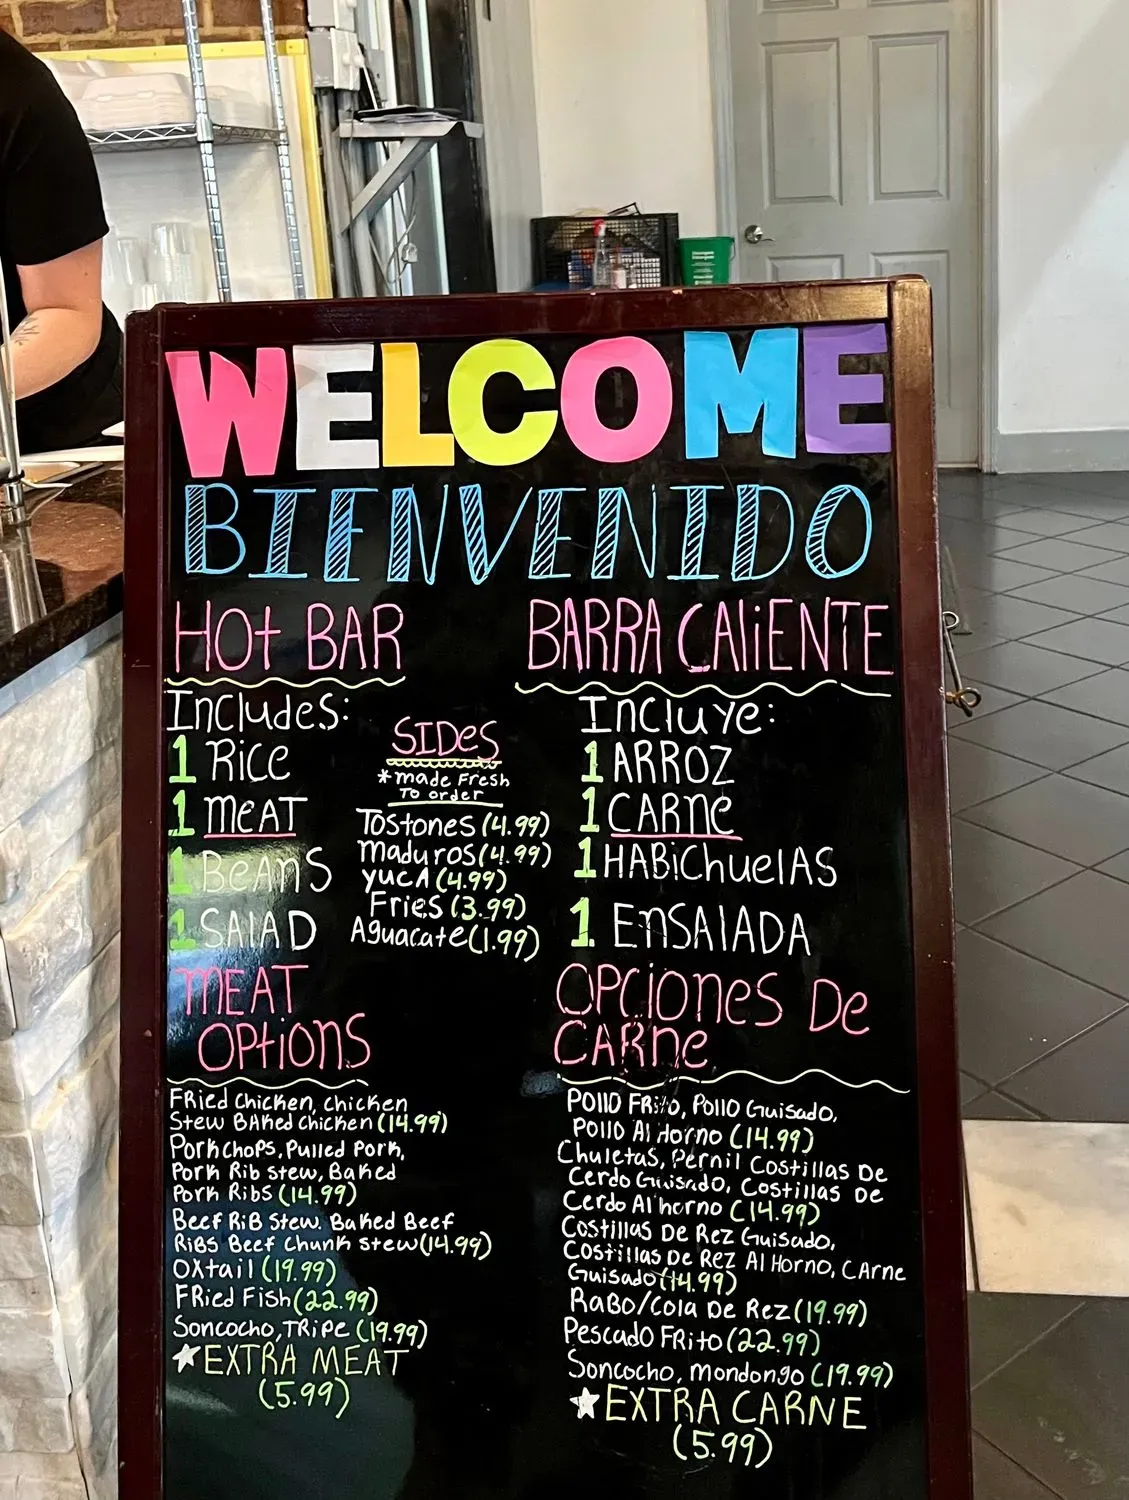 WELCOME
BIENVENIDO
HOt BAR
Includes:
1 Rice
1 meAT
1 BeAnS
1 SAlAD
SIDes
*made Fresh
To order
Tostones (4.99)
maduros (4.99)
yucA (4.99)
Fries (3.99)
Aguacate (1.99)
MEAT
OPtionS
FRied Chicken, chicken
Stew BAked chicken (14.99)
Porkchops, Pulled Pork,
Pork Rib stew, Baked
Pork Ribs (14.99)
Beef RiB Stew. Baked Beef
RiBs Beef Chunk stew (14.99)
Oxtail (19.99)
FRied Fish (22.99)
Soncocho, TRipe (19.99)
★EXTRA MEAT
(5.99)
BARRA CAliENTE
Incluye:
1 ARROZ
1 CARne
1 HABichuelAS
1 EnSAlADA
OPCiones De
CARne
Pollo FRito, Pollo Guisado,
Pollo Al Horno (14.99)
Chuletas, Pernil Costillas De
Cerdo Guisado, Costillas De
Cerdo Al horno (14.99)
Costillas De Rez Guisado,
Costillas De Rez Al Horno, CArne
Guisado (14.99)
RaBo/Cola De Rez (19.99)
Pescado FRito (22.99)
Soncocho, mondongo (19.99)
★EXTRA CARNE
(5.99)